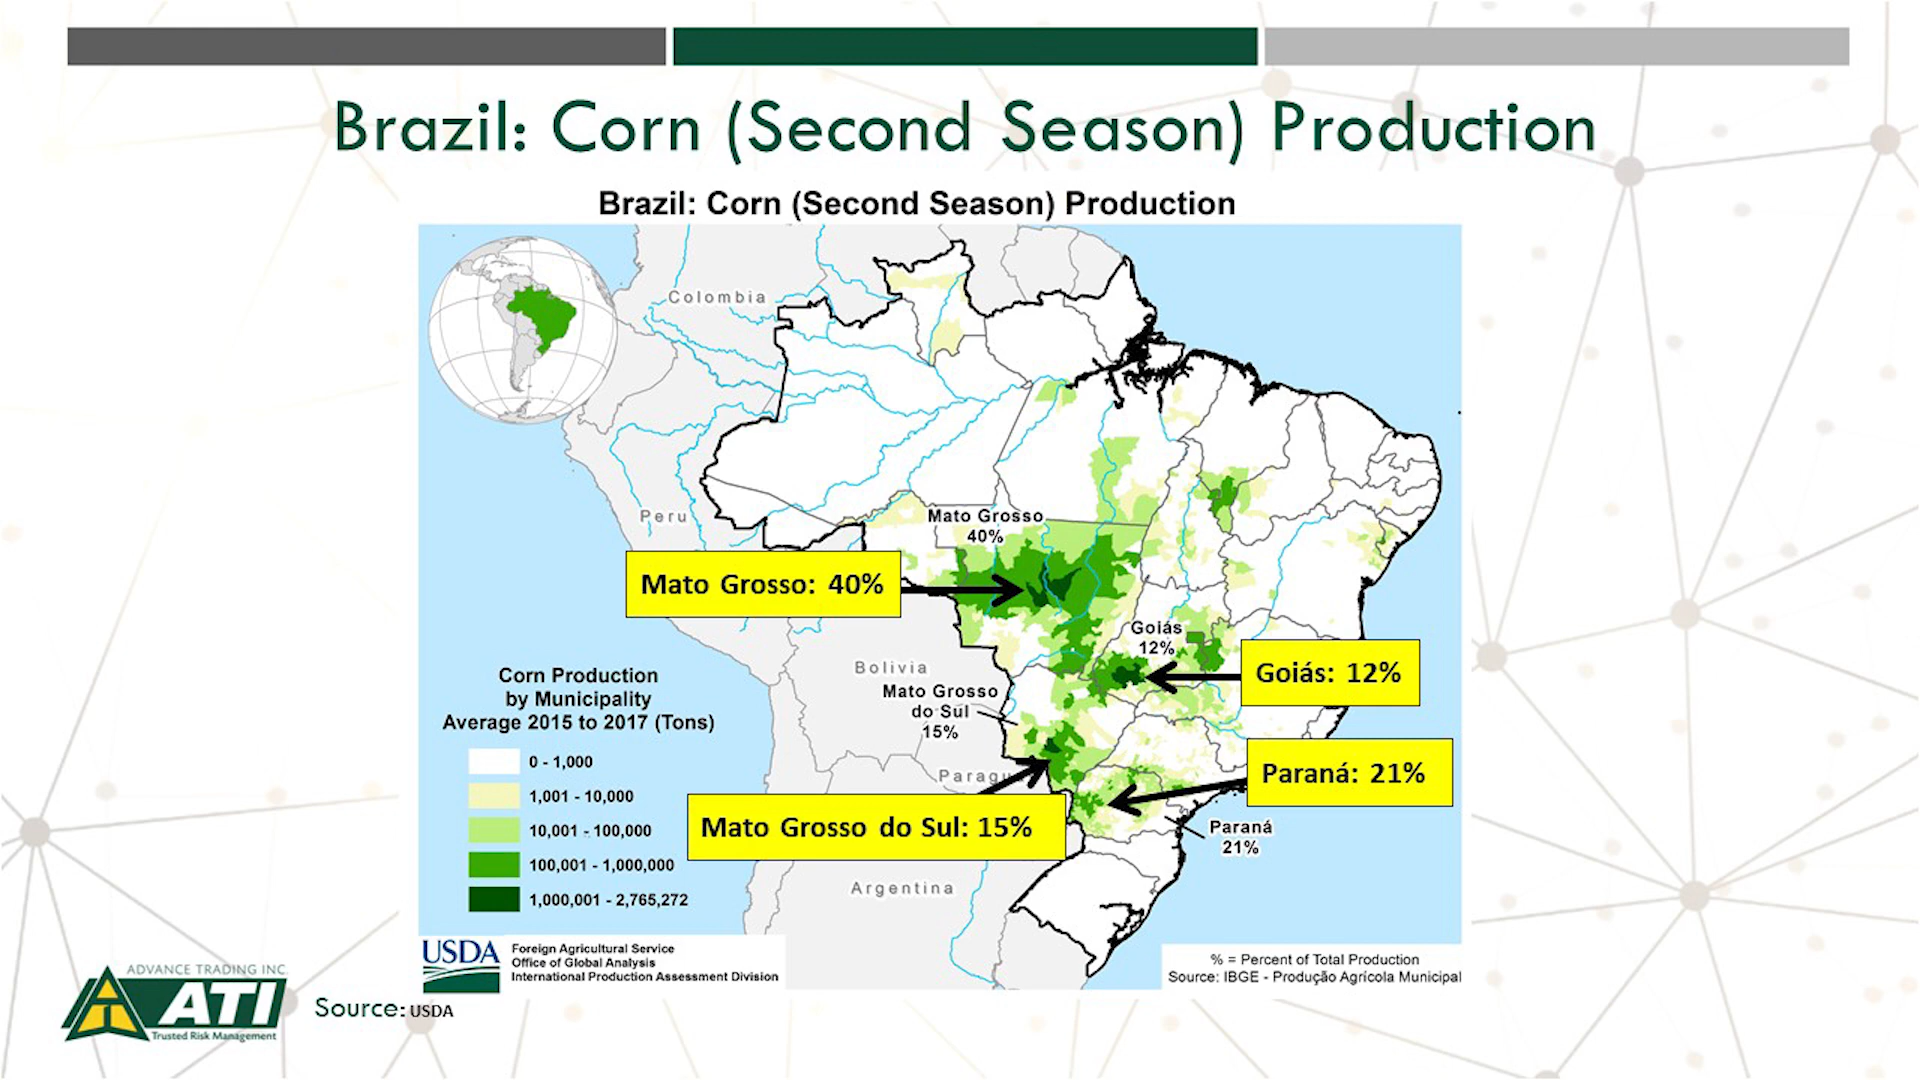 Brazil: Corn (Second Season) Production
Brazil: Corn (Second Season) Production
Colombia
Peru
Mato Grosso
40%
Mato Grosso: 40%
Goiás
12%
Goiás: 12%
Bolivia
Mato Grosso
do Sul
15%
Paragu
Paraná: 21%
Mato Grosso do Sul: 15%
Paraná
21%
Argentina
Corn Production
by Municipality
Average 2015 to 2017 (Tons)
0 - 1,000
1,001 - 10,000
10,001 - 100,000
100,001 - 1,000,000
1,000,001 - 2,765,272
USDA
Foreign Agricultural Service
Office of Global Analysis
International Production Assessment Division
% = Percent of Total Production
Source: IBGE - Produção Agrícola Municipal
ADVANCE TRADING INC.
ATI
Trusted Risk Management
Source: USDA